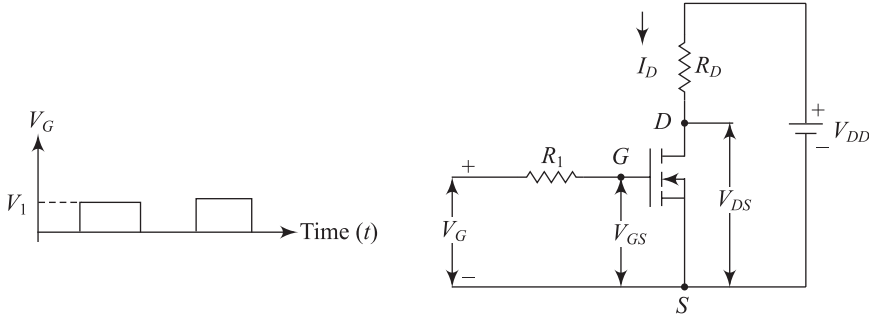 V_G
V_1
Time (t)
I_D
R_D
D
+
V_DD
−
R_1
G
+
V_G
−
V_GS
V_DS
S